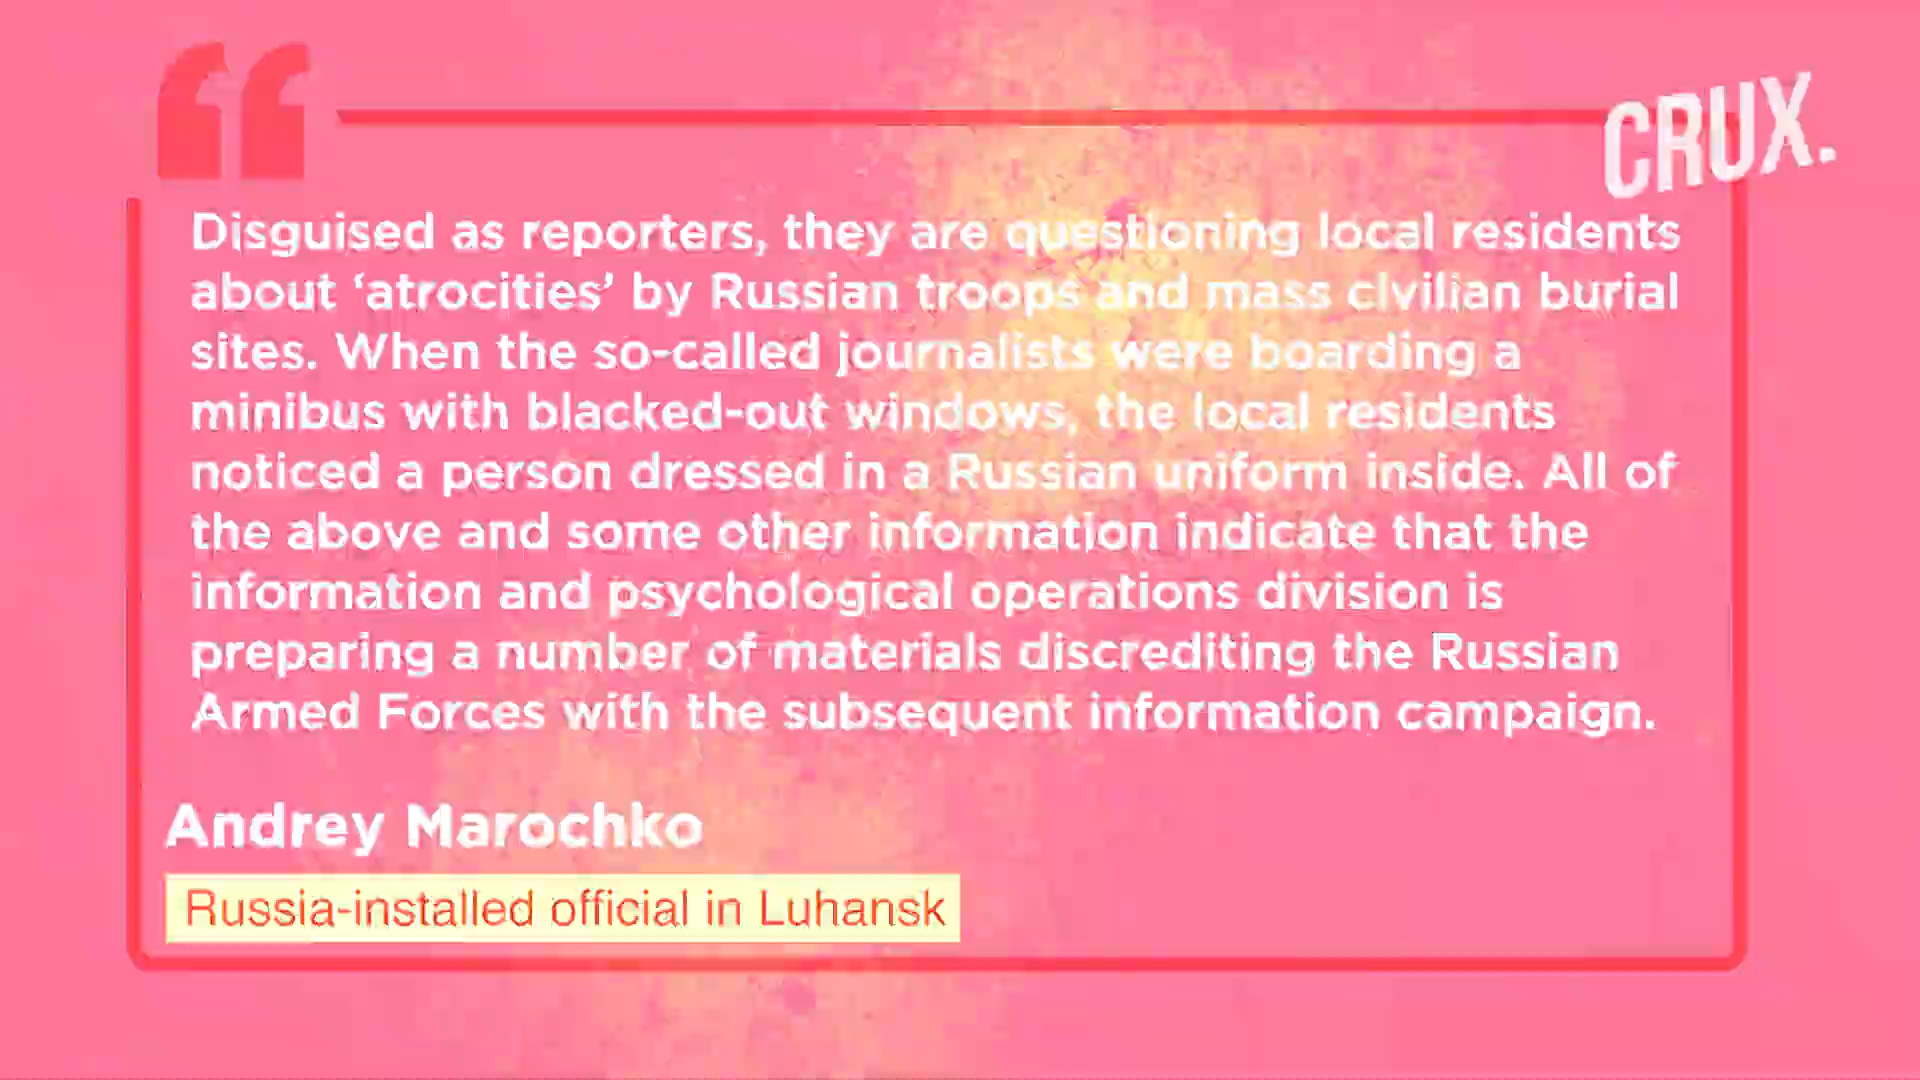 CRUX.
Disguised as reporters, they are questioning local residents
about ‘atrocities’ by Russian troops and mass civilian burial
sites. When the so-called journalists were boarding a
minibus with blacked-out windows, the local residents
noticed a person dressed in a Russian uniform inside. All of
the above and some other information indicate that the
information and psychological operations division is
preparing a number of materials discrediting the Russian
Armed Forces with the subsequent information campaign.
Andrey Marochko
Russia-installed official in Luhansk